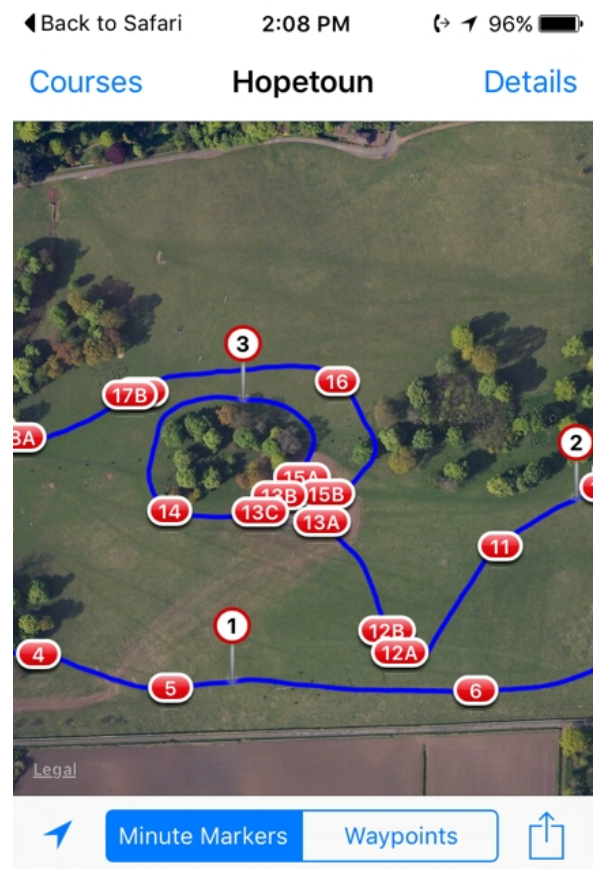 Back to Safari 2:08 PM 96%
Courses Hopetoun Details
3
16
17B
8A
2
15A
13B 15B
14 13C
13A
11
1
12B
4 12A
5 6
Legal
Minute Markers Waypoints